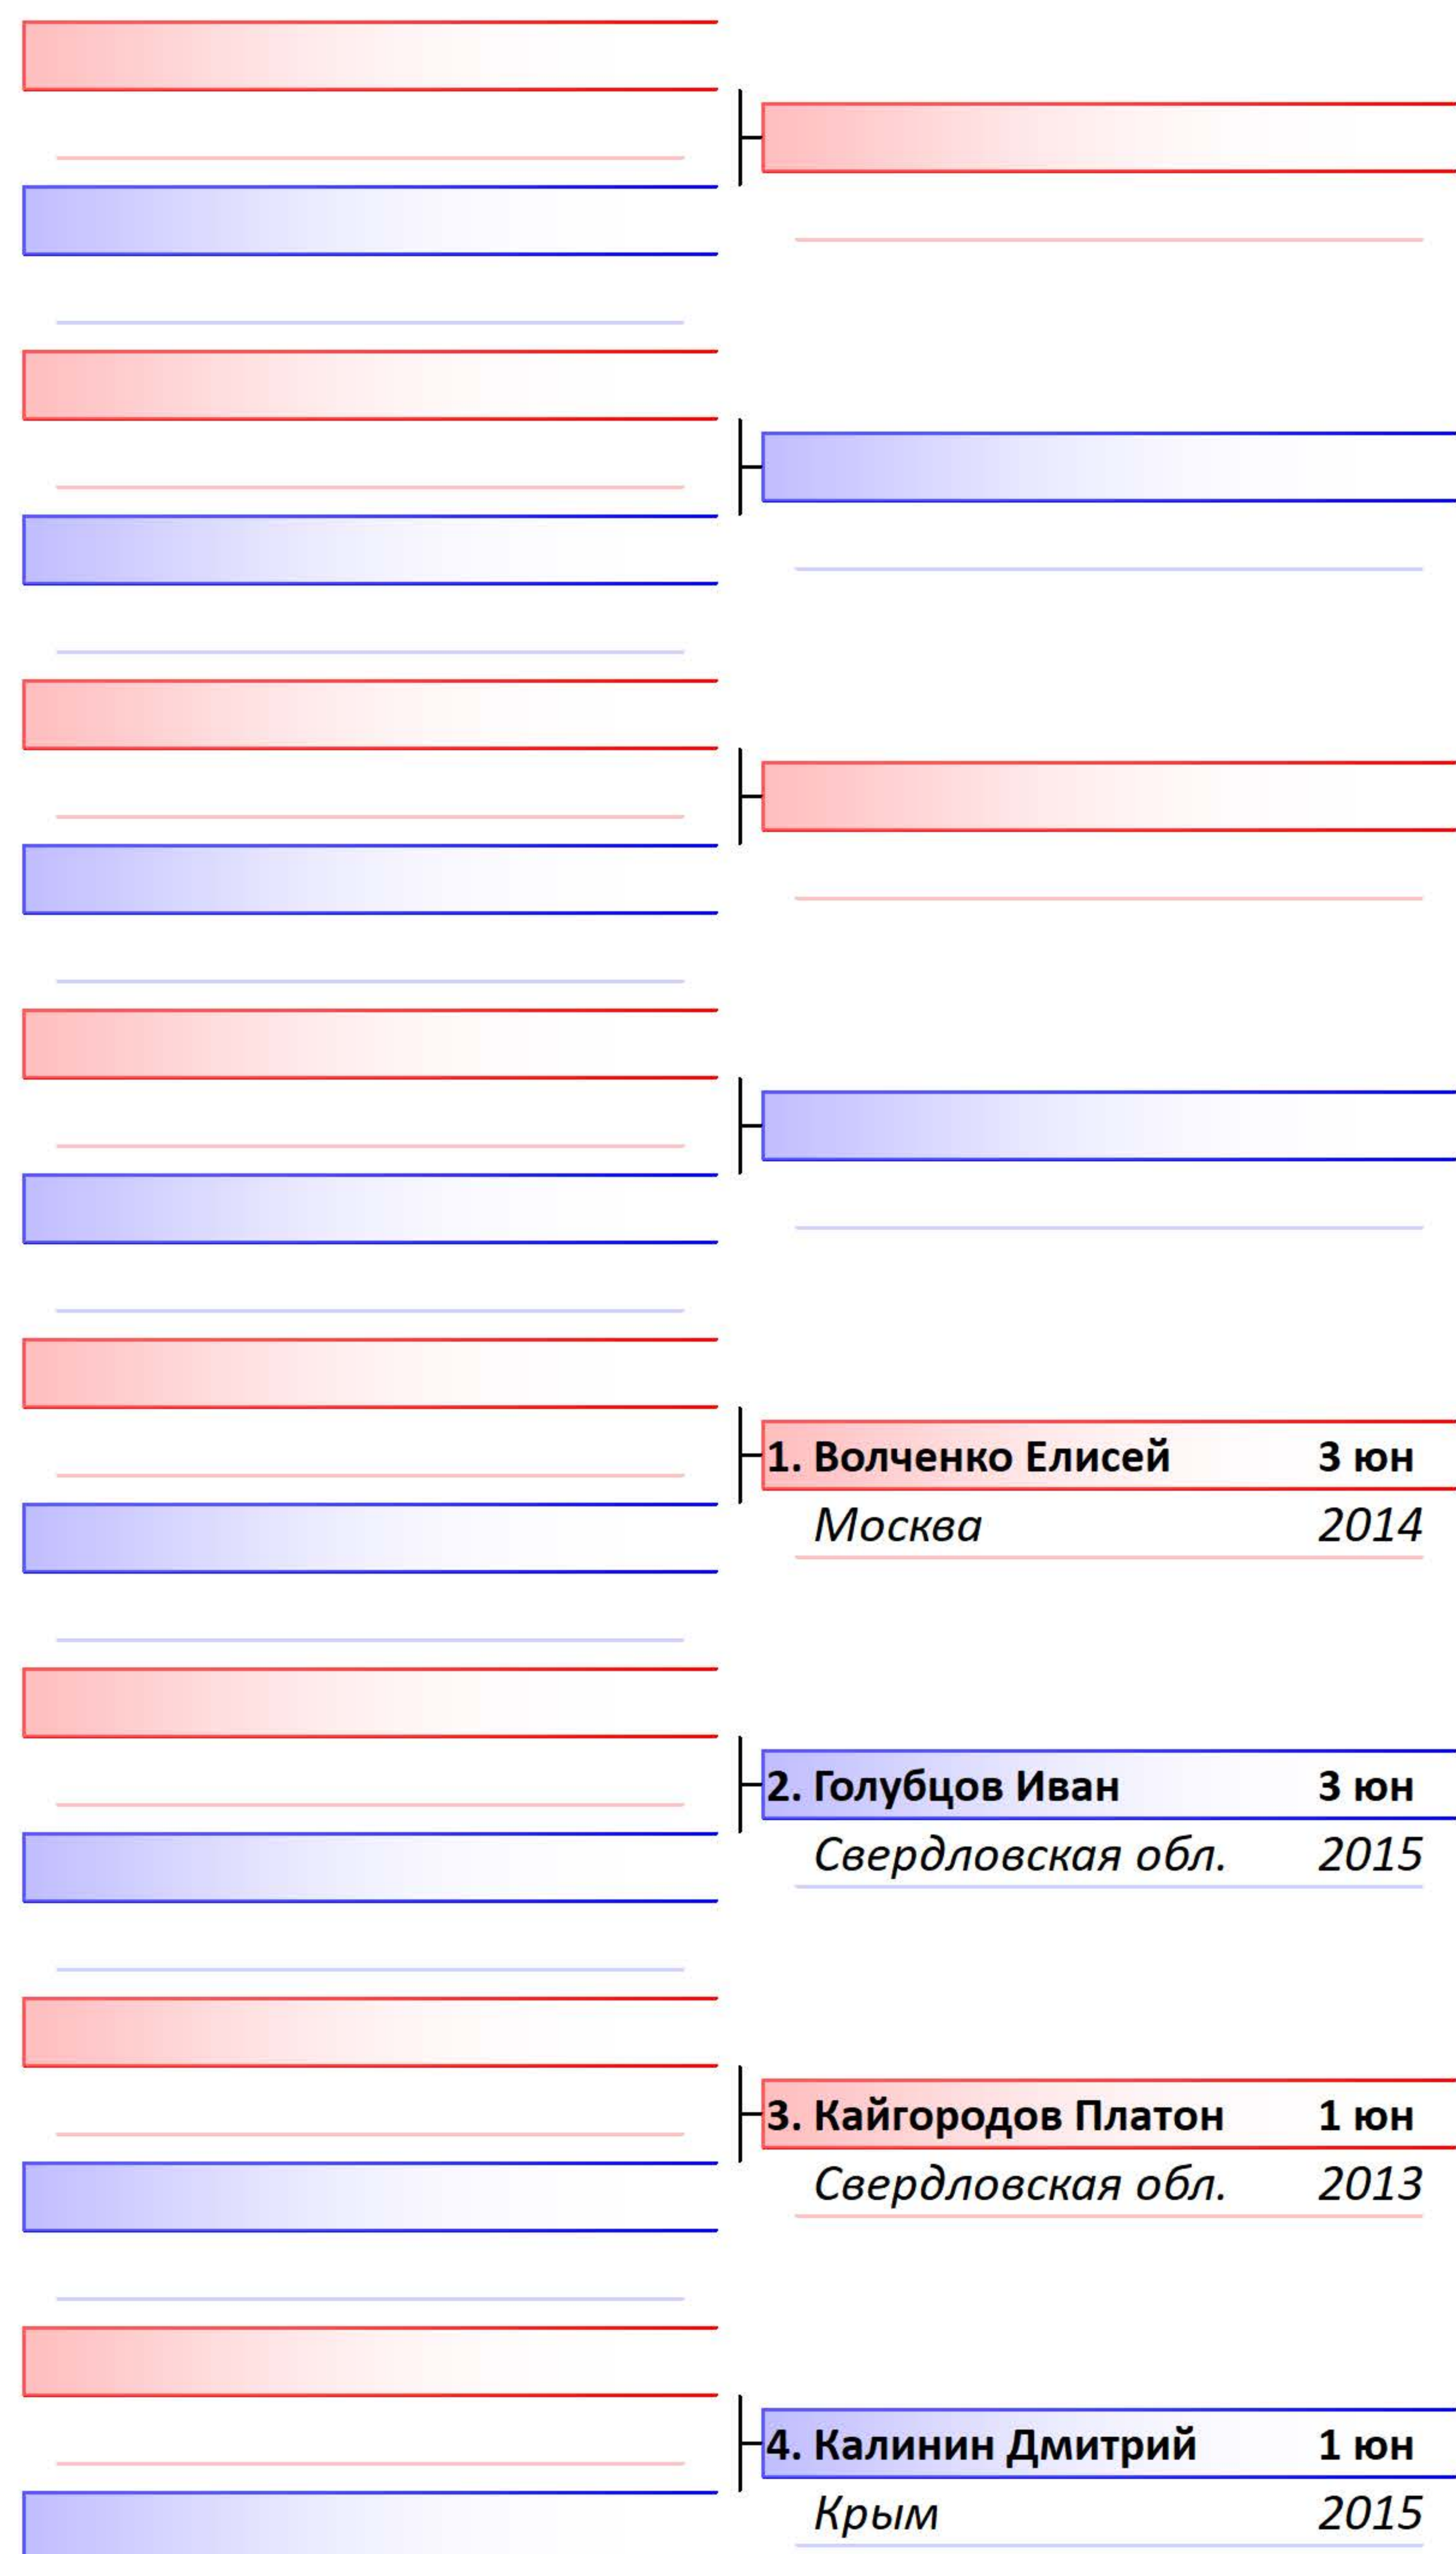 1. Волченко Елисей 3 юн
Москва 2014
2. Голубцов Иван 3 юн
Свердловская обл. 2015
3. Кайгородов Платон 1 юн
Свердловская обл. 2013
4. Калинин Дмитрий 1 юн
Крым 2015